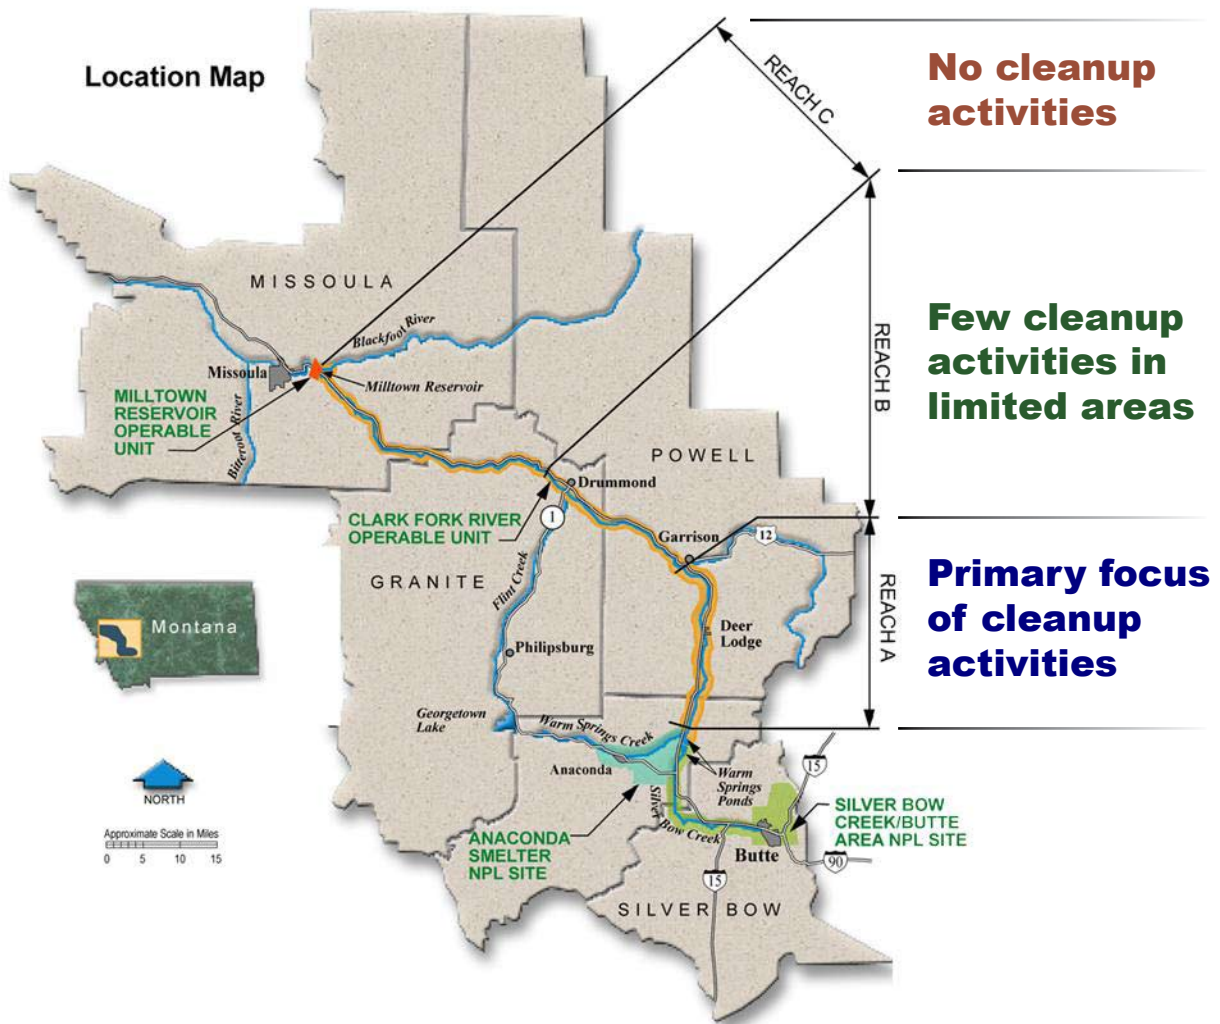 Location Map
REACH C
No cleanup
activities
MISSOULA
Blackfoot River
Missoula
Milltown Reservoir
MILLTOWN
RESERVOIR
OPERABLE
UNIT
Bitterroot River
REACH B
Few cleanup
activities in
limited areas
POWELL
Drummond
1
CLARK FORK RIVER
OPERABLE UNIT
Garrison
12
GRANITE
Flint Creek
REACH A
Primary focus
of cleanup
activities
Montana
Deer
Lodge
Philipsburg
Georgetown
Lake
Warm Springs Creek
Anaconda
Warm
Springs
Ponds
15
NORTH
Silver Bow Creek
SILVER BOW
CREEK/BUTTE
AREA NPL SITE
Approximate Scale in Miles
0 5 10 15
ANACONDA
SMELTER
NPL SITE
Butte
90
15
SILVER BOW